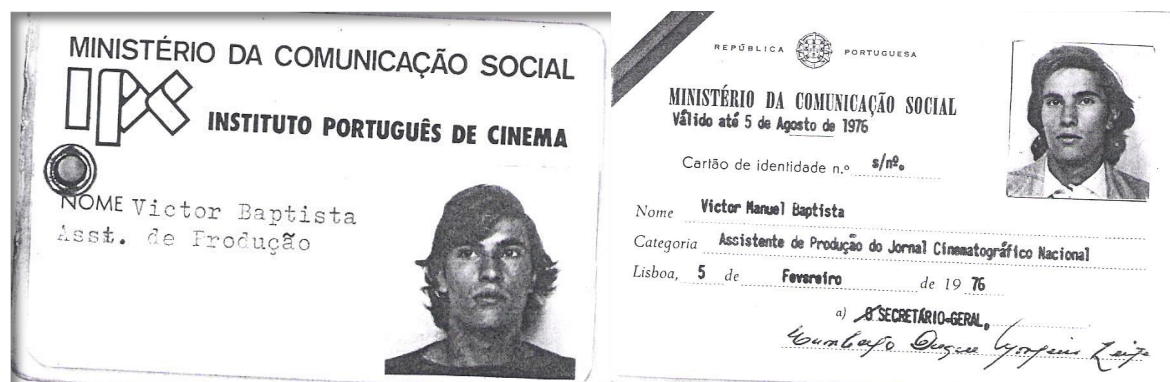 MINISTÉRIO DA COMUNICAÇÃO SOCIAL
IPC
INSTITUTO PORTUGUÊS DE CINEMA
NOME Victor Baptista
Asst. de Produção
REPÚBLICA PORTUGUESA
MINISTÉRIO DA COMUNICAÇÃO SOCIAL
Válido até 5 de Agosto de 1976
Cartão de identidade n.º s/nº.
Nome Victor Manuel Baptista
Categoria Assistente de Produção do Jornal Cinematográfico Nacional
Lisboa, 5 de Fevereiro de 19 76
a) O SECRETÁRIO-GERAL,